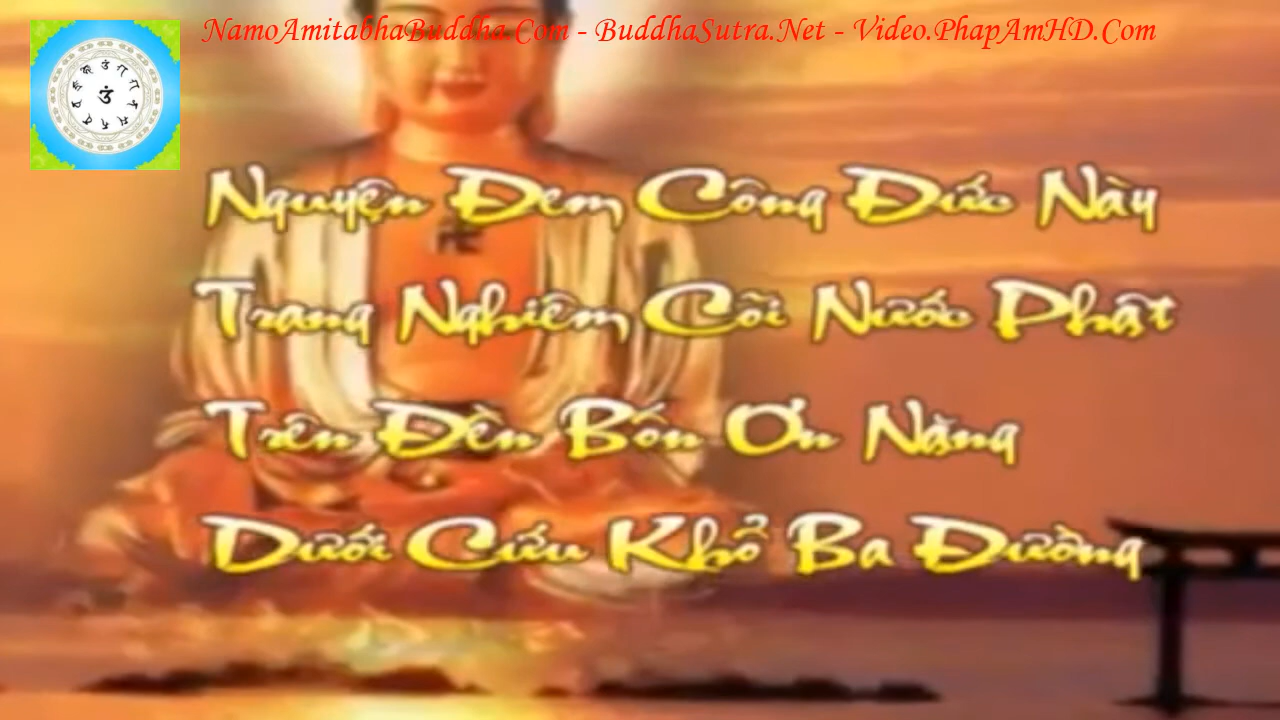 NamoAmitabhaBuddha.Com - BuddhaSutra.Net - Video.PhapAmHD.Com
Nguyện Đem Công Đức Này
Trang Nghiêm Cõi Nước Phật
Trên Đền Bốn Ơn Nặng
Dưới Cứu Khổ Ba Đường